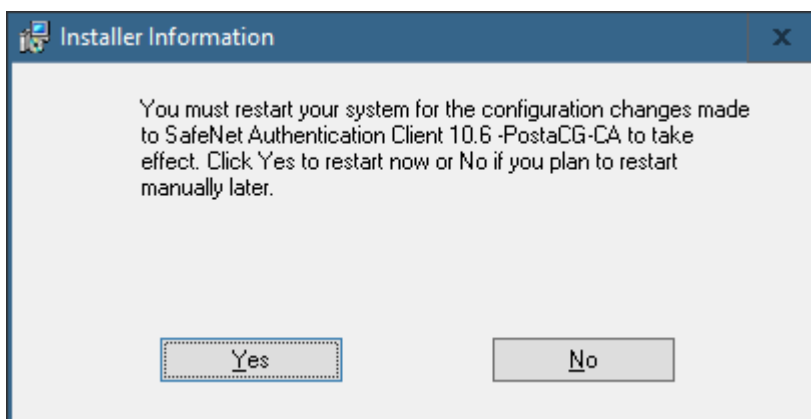 Installer Information
You must restart your system for the configuration changes made
to SafeNet Authentication Client 10.6 -PostaCG-CA to take
effect. Click Yes to restart now or No if you plan to restart
manually later.
Yes
No